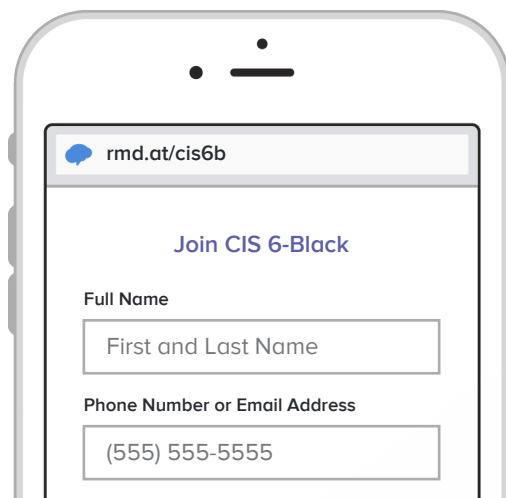 rmd.at/cis6b
Join CIS 6-Black
Full Name
First and Last Name
Phone Number or Email Address
(555) 555-5555